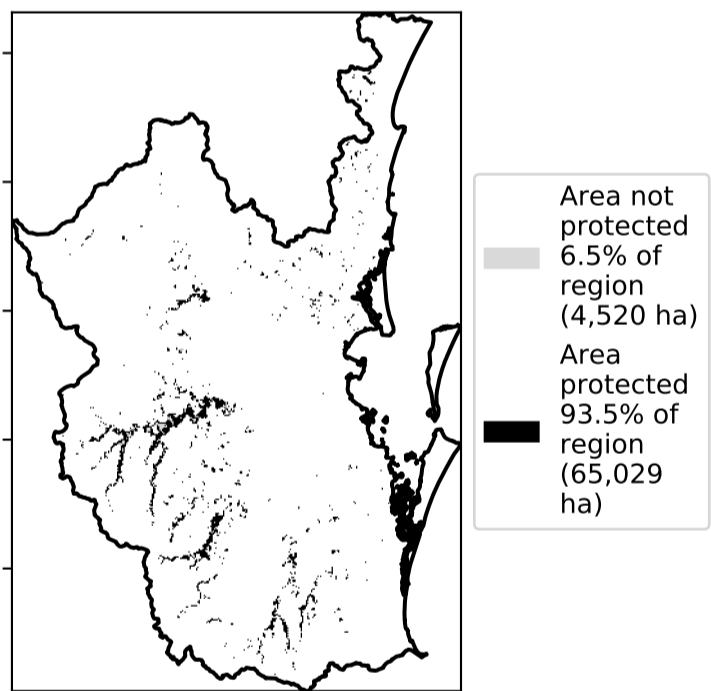 Area not
protected
6.5% of
region
(4,520 ha)
Area
protected
93.5% of
region
(65,029
ha)